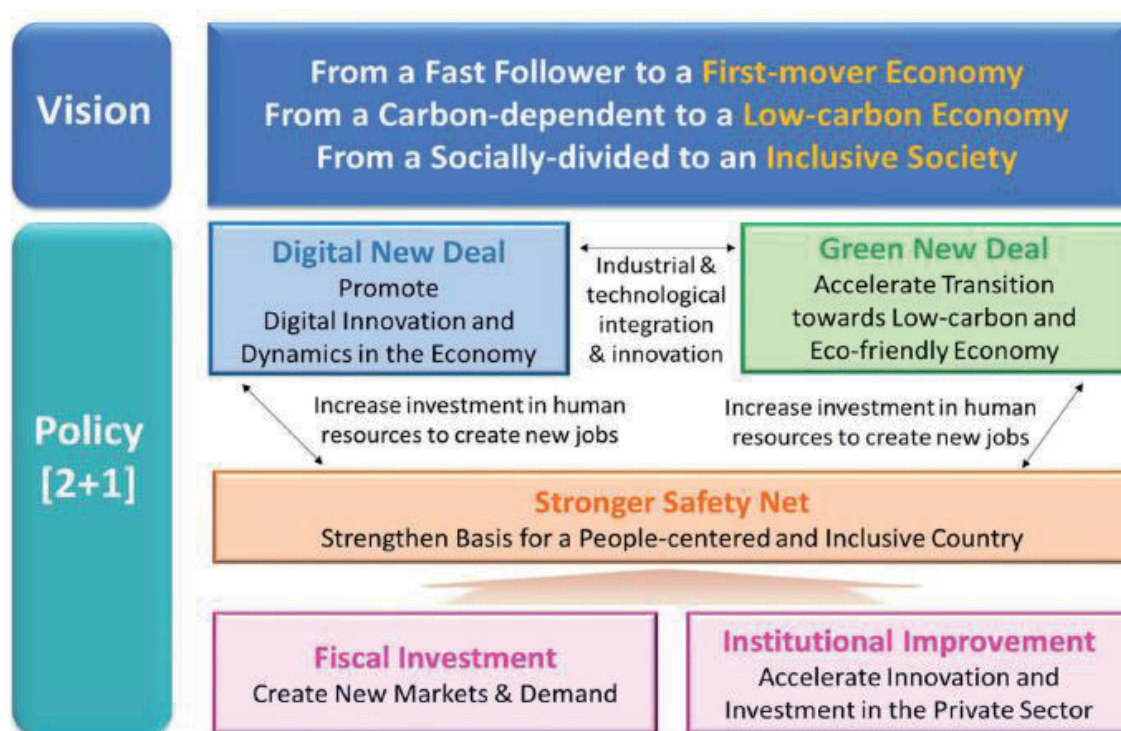 Vision
From a Fast Follower to a First-mover Economy
From a Carbon-dependent to a Low-carbon Economy
From a Socially-divided to an Inclusive Society
Policy
[2+1]
Digital New Deal
Promote
Digital Innovation and
Dynamics in the Economy
Industrial &
technological
integration
& innovation
Green New Deal
Accelerate Transition
towards Low-carbon and
Eco-friendly Economy
Increase investment in human
resources to create new jobs
Increase investment in human
resources to create new jobs
Stronger Safety Net
Strengthen Basis for a People-centered and Inclusive Country
Fiscal Investment
Create New Markets & Demand
Institutional Improvement
Accelerate Innovation and
Investment in the Private Sector